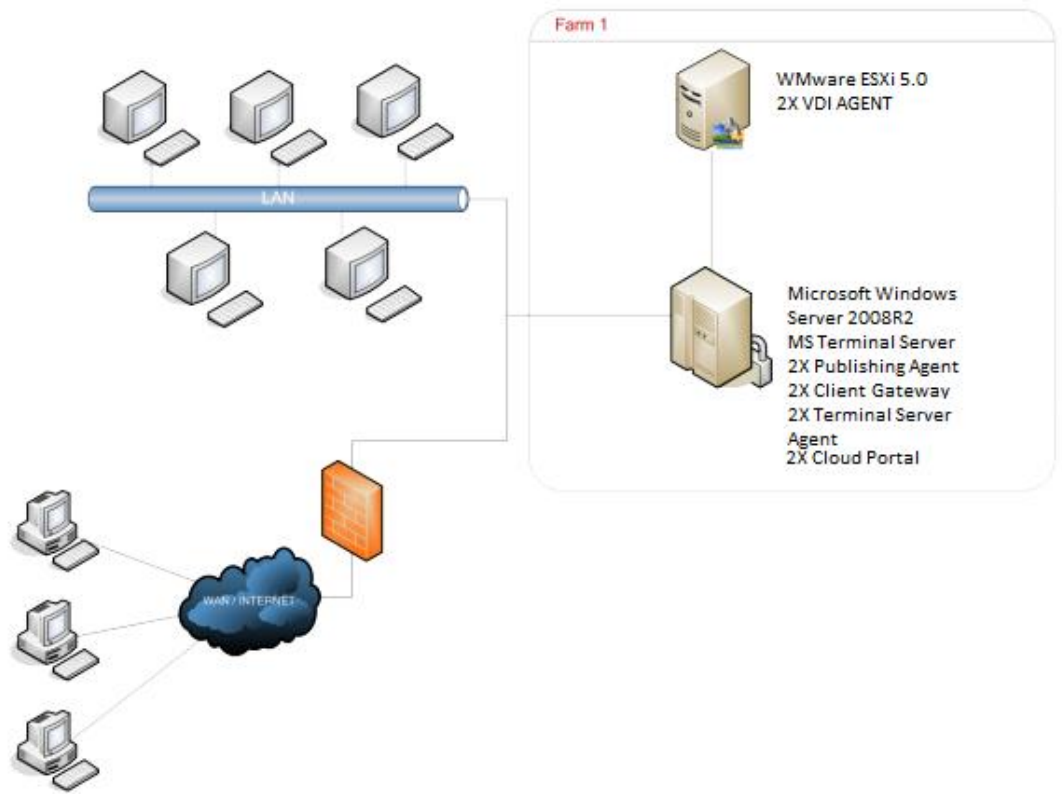 Farm 1
WMware ESXi 5.0
2X VDI AGENT
LAN
Microsoft Windows
Server 2008R2
MS Terminal Server
2X Publishing Agent
2X Client Gateway
2X Terminal Server
Agent
2X Cloud Portal
WAN / INTERNET